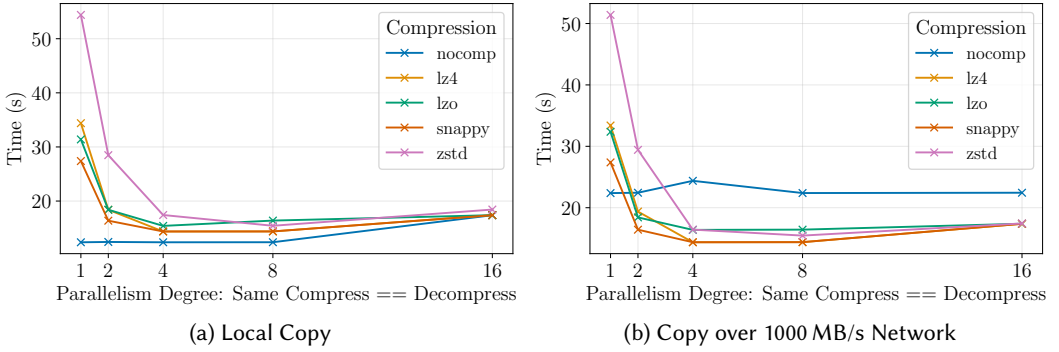 50
40
30
20
Time (s)
1 2 4 8 16
Parallelism Degree: Same Compress == Decompress
Compression
nocomp
lz4
lzo
snappy
zstd
(a) Local Copy
50
40
30
20
Time (s)
1 2 4 8 16
Parallelism Degree: Same Compress == Decompress
Compression
nocomp
lz4
lzo
snappy
zstd
(b) Copy over 1000 MB/s Network